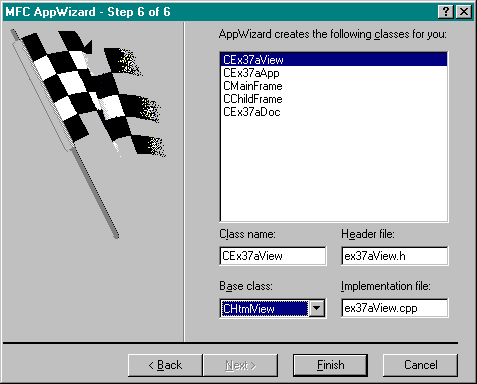 MFC AppWizard - Step 6 of 6
AppWizard creates the following classes for you:
CEx37aView
CEx37aApp
CMainFrame
CChildFrame
CEx37aDoc
Class name:
Header file:
CEx37aView
ex37aView.h
Base class:
Implementation file:
CHtmlView
ex37aView.cpp
< Back
Next >
Finish
Cancel